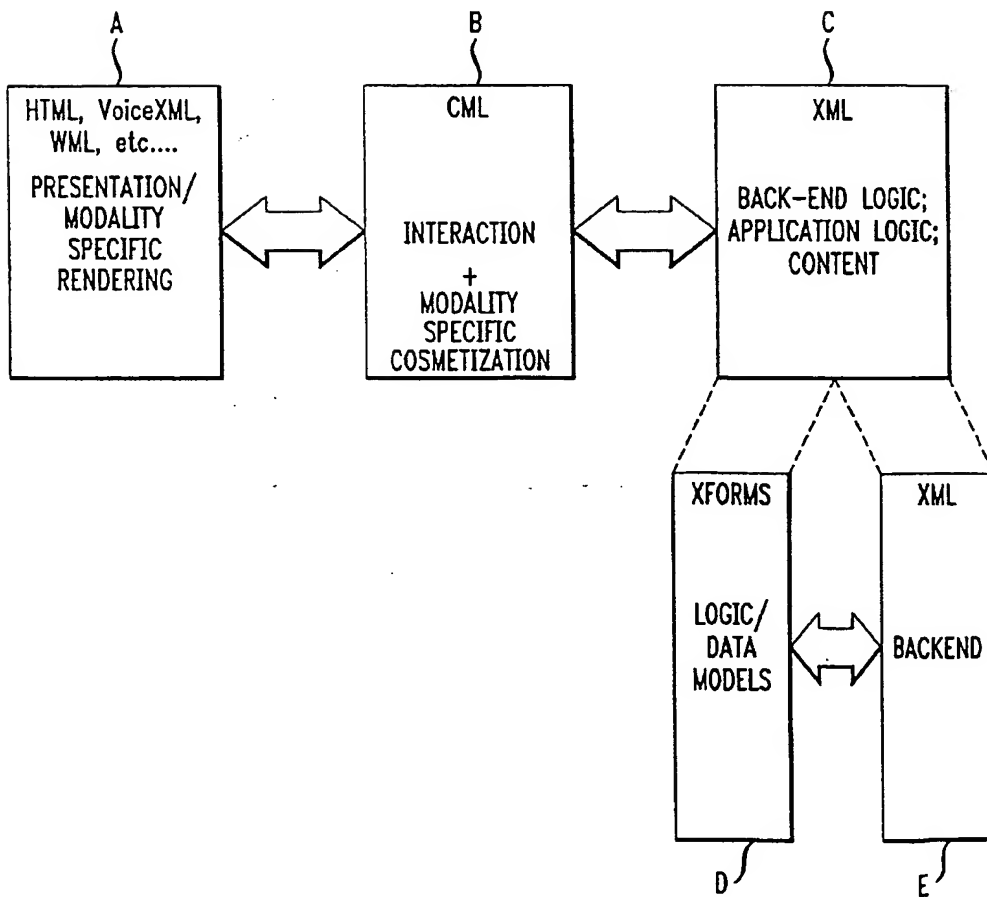 A
B
C
HTML, VoiceXML,
WML, etc....
PRESENTATION/
MODALITY
SPECIFIC
RENDERING
CML
INTERACTION
+
MODALITY
SPECIFIC
COSMETIZATION
XML
BACK-END LOGIC;
APPLICATION LOGIC;
CONTENT
XFORMS
LOGIC/
DATA
MODELS
XML
BACKEND
D
E